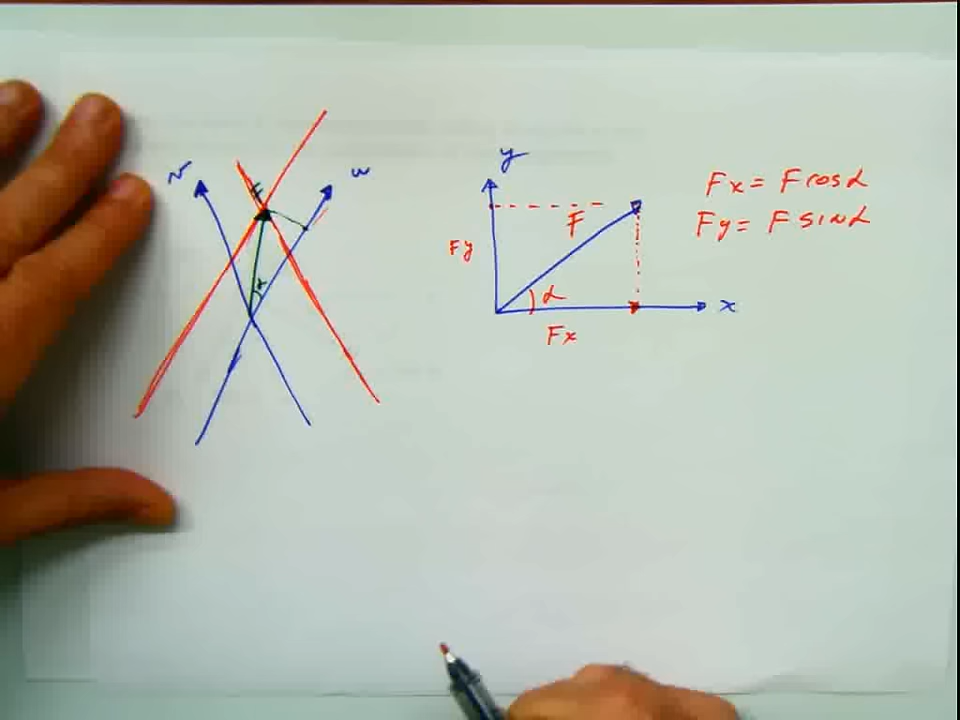 v
w
F
α
y
F
Fy
α
x
Fx
Fx = F cos α
Fy = F sin α